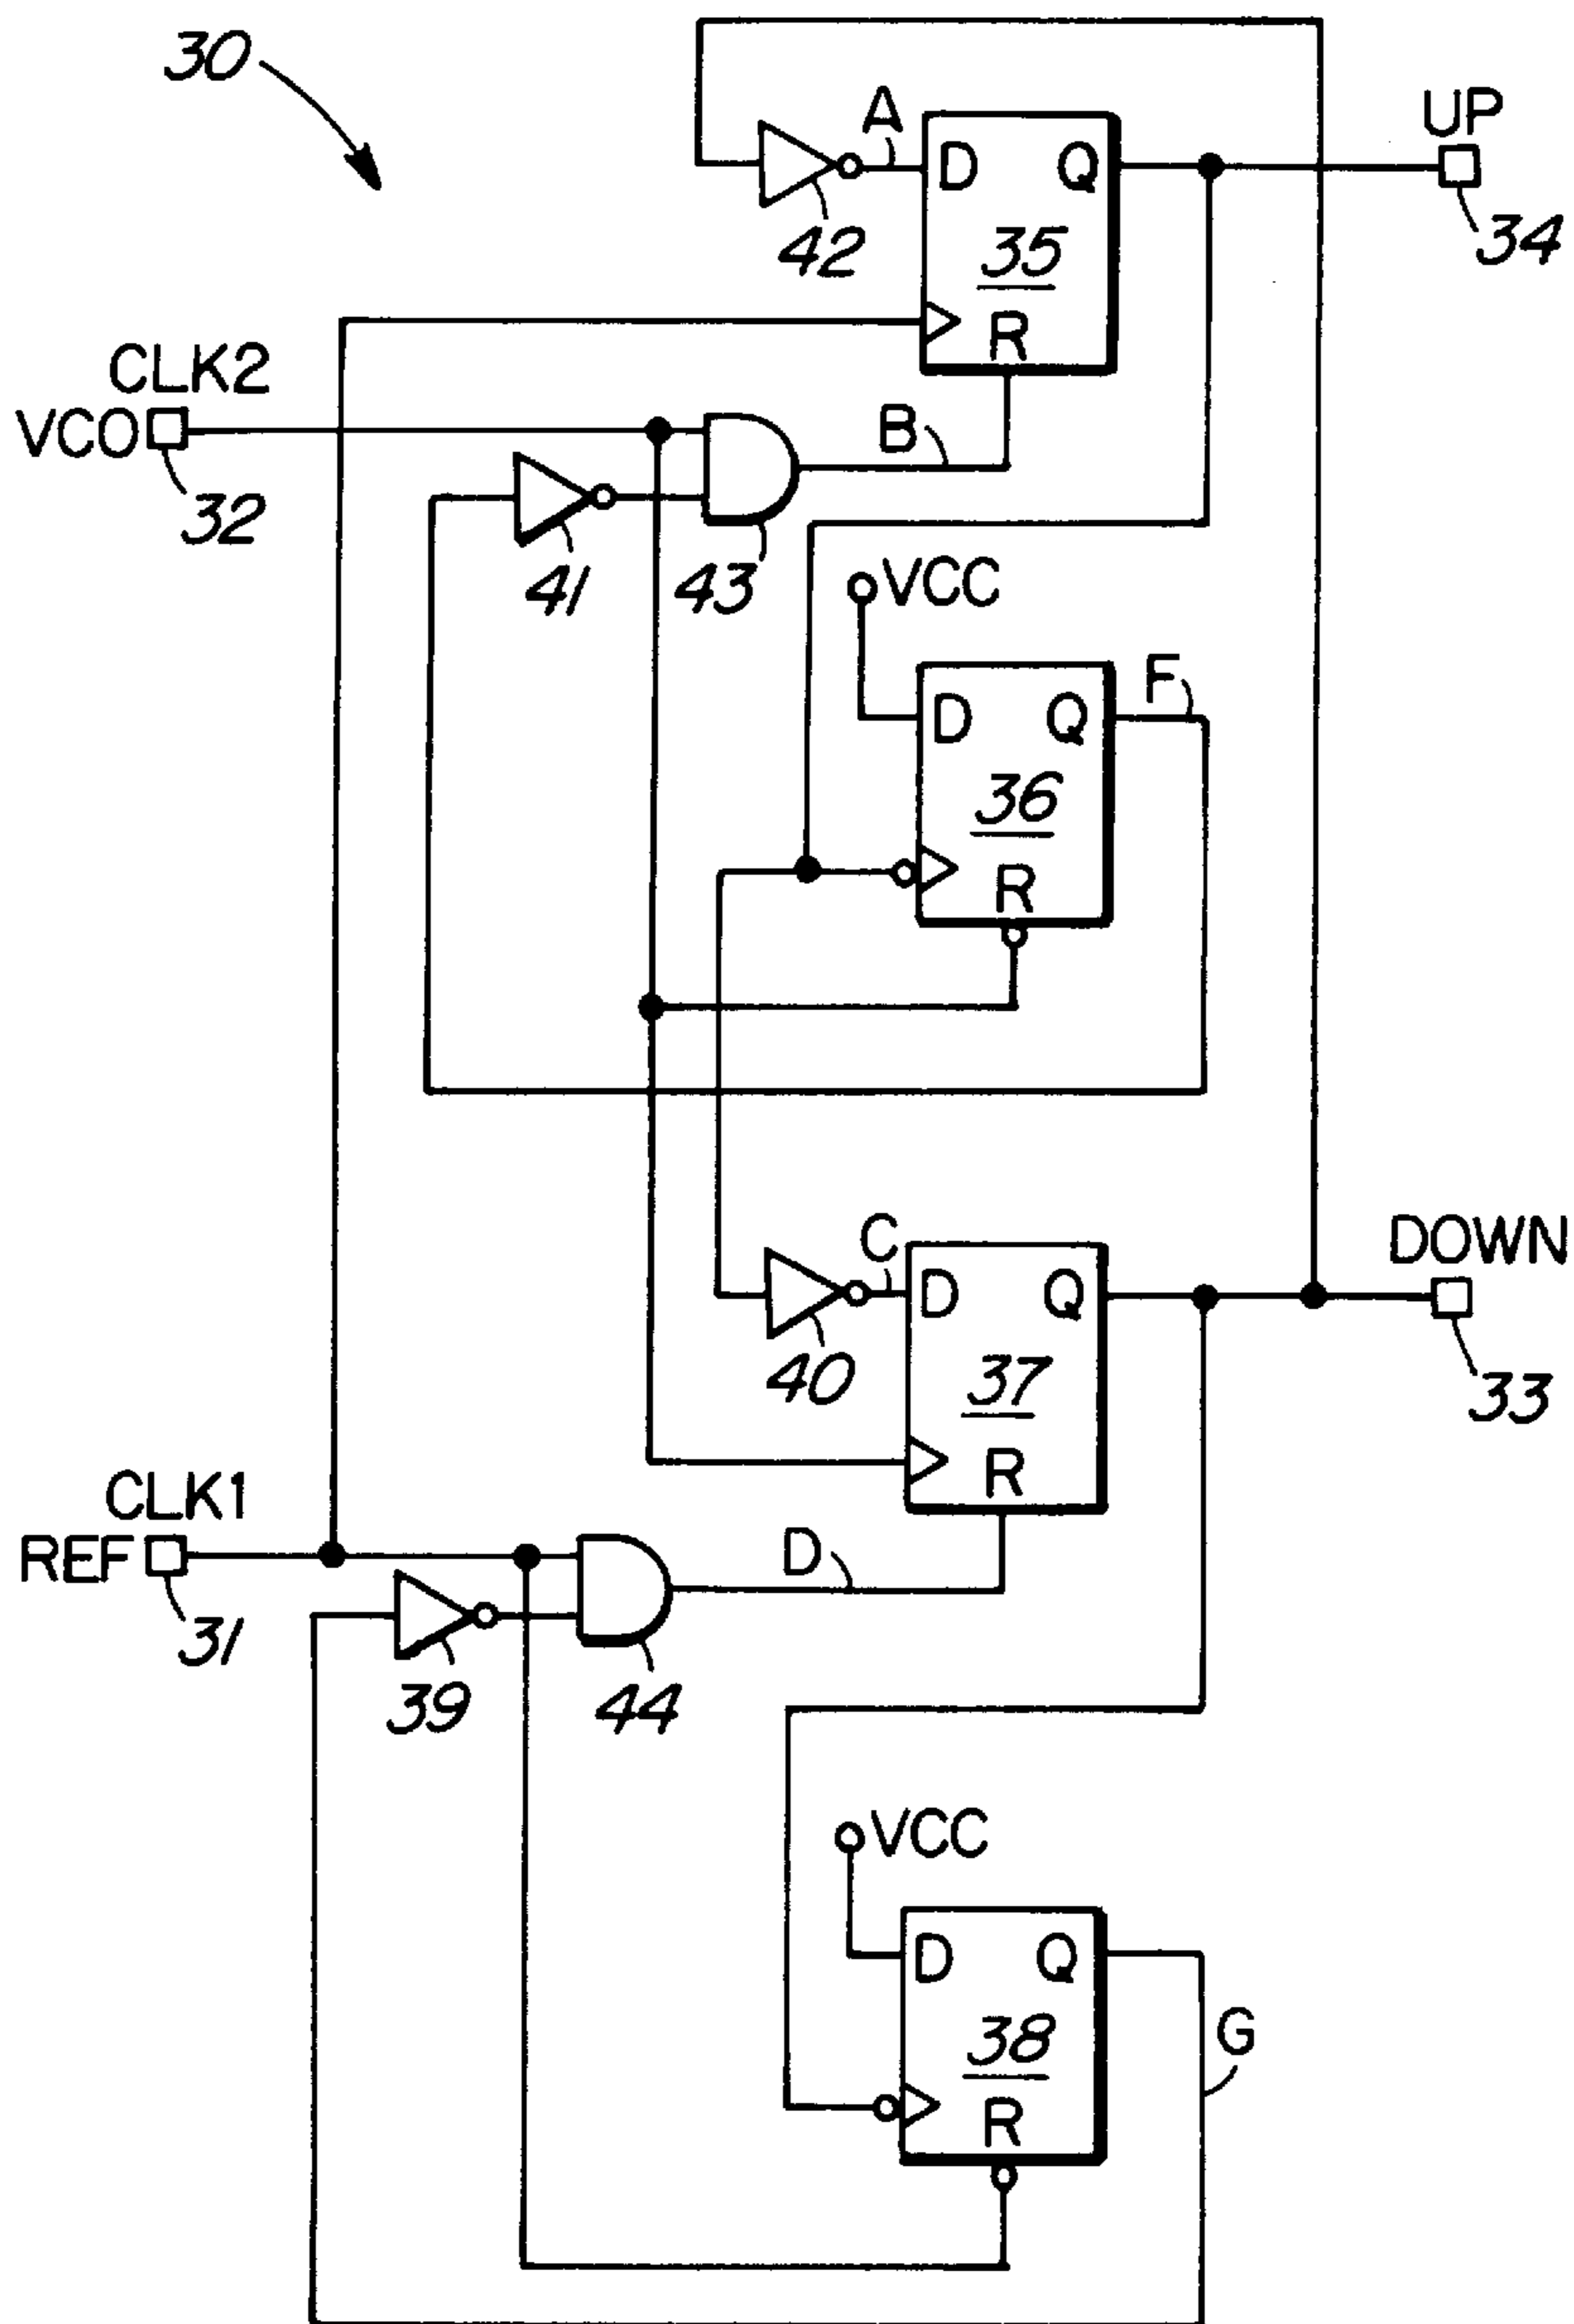 30
UP
34
A
D Q
42
35
R
CLK2
VCO
32
B
41
43
VCC
F
D Q
36
R
DOWN
33
C
D Q
40
37
R
CLK1
REF
31
D
39
44
VCC
D Q
38
R
G